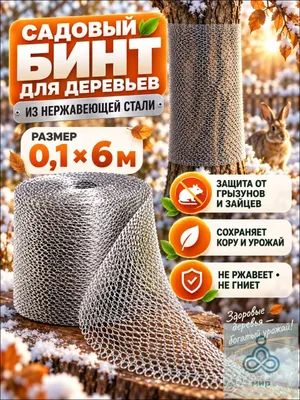 САДОВЫЙ
БИНТ
ДЛЯ ДЕРЕВЬЕВ
ИЗ НЕРЖАВЕЮЩЕЙ СТАЛИ
РАЗМЕР
0,1 × 6 м
ЗАЩИТА ОТ
ГРЫЗУНОВ
И ЗАЙЦЕВ
СОХРАНЯЕТ
КОРУ И УРОЖАЙ
НЕ РЖАВЕЕТ •
НЕ ГНИЕТ
Здоровые
деревья —
богатый урожай!
МИР